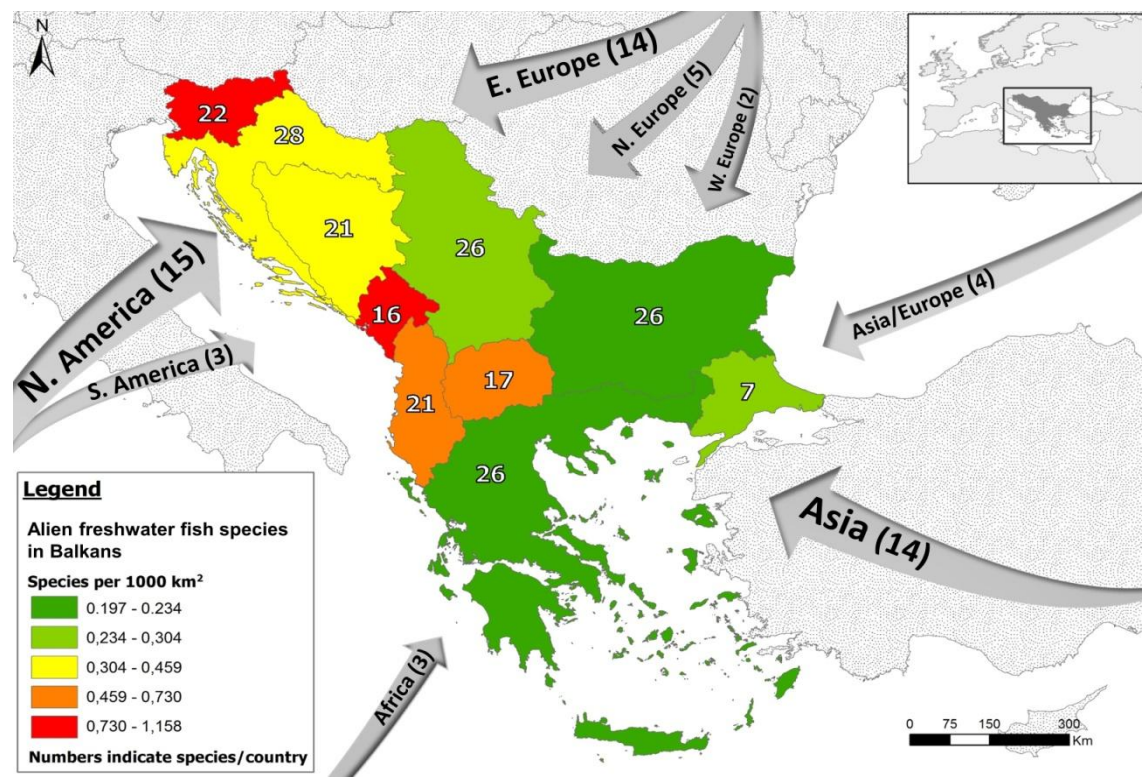 N
E. Europe (14)
N. Europe (5)
W. Europe (2)
22
28
21
26
N. America (15)
16
26
Asia/Europe (4)
S. America (3)
17
7
21
26
Asia (14)
Africa (3)
Legend
Alien freshwater fish species
in Balkans
Species per 1000 km²
0.197 - 0.234
0,234 - 0,304
0,304 - 0,459
0,459 - 0,730
0,730 - 1,158
Numbers indicate species/country
0 75 150 300
Km